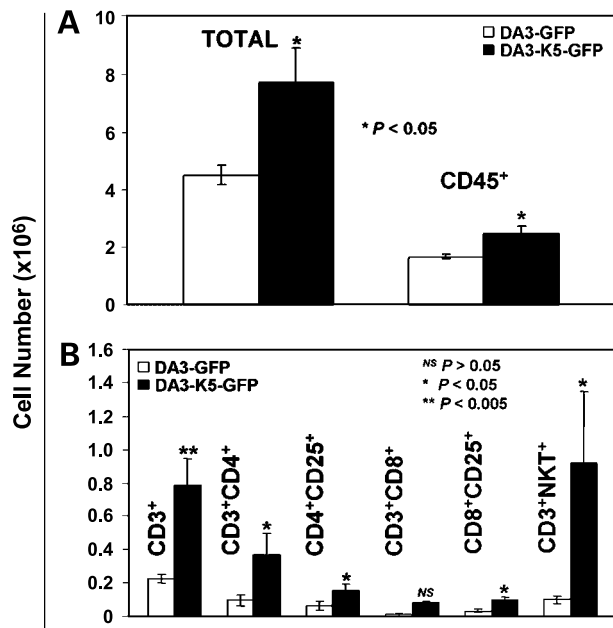 A
TOTAL
DA3-GFP
DA3-K5-GFP
*
* P < 0.05
CD45⁺
*
10
8
6
4
2
0
Cell Number (x10⁶)
B
DA3-GFP
DA3-K5-GFP
NS P > 0.05
* P < 0.05
** P < 0.005
1.6
1.4
1.2
1.0
0.8
0.6
0.4
0.2
0
CD3⁺
**
CD3⁺CD4⁺
*
CD4⁺CD25⁺
*
CD3⁺CD8⁺
NS
CD8⁺CD25⁺
*
CD3⁺NKT⁺
*